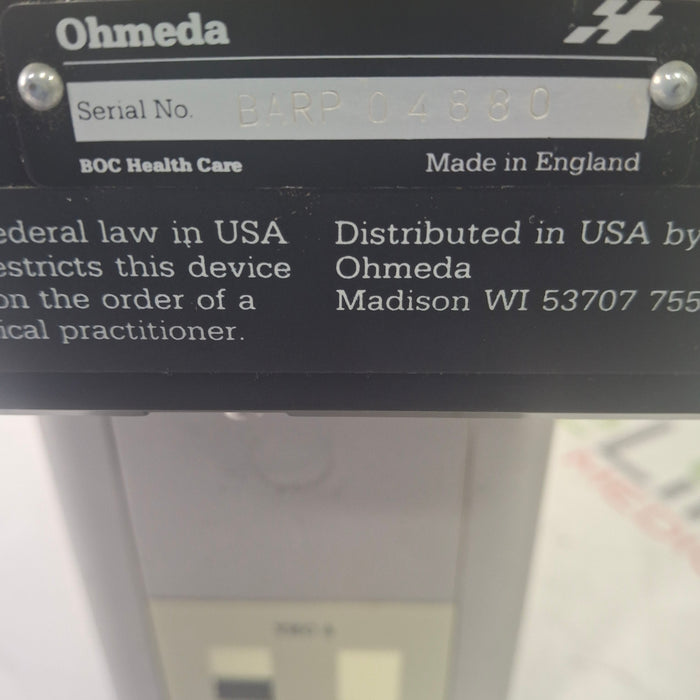 Ohmeda
Serial No. BARP 04880
BOC Health Care Made in England
ederal law in USA
estricts this device
on the order of a
ical practitioner.
Distributed in USA by
Ohmeda
Madison WI 53707 755